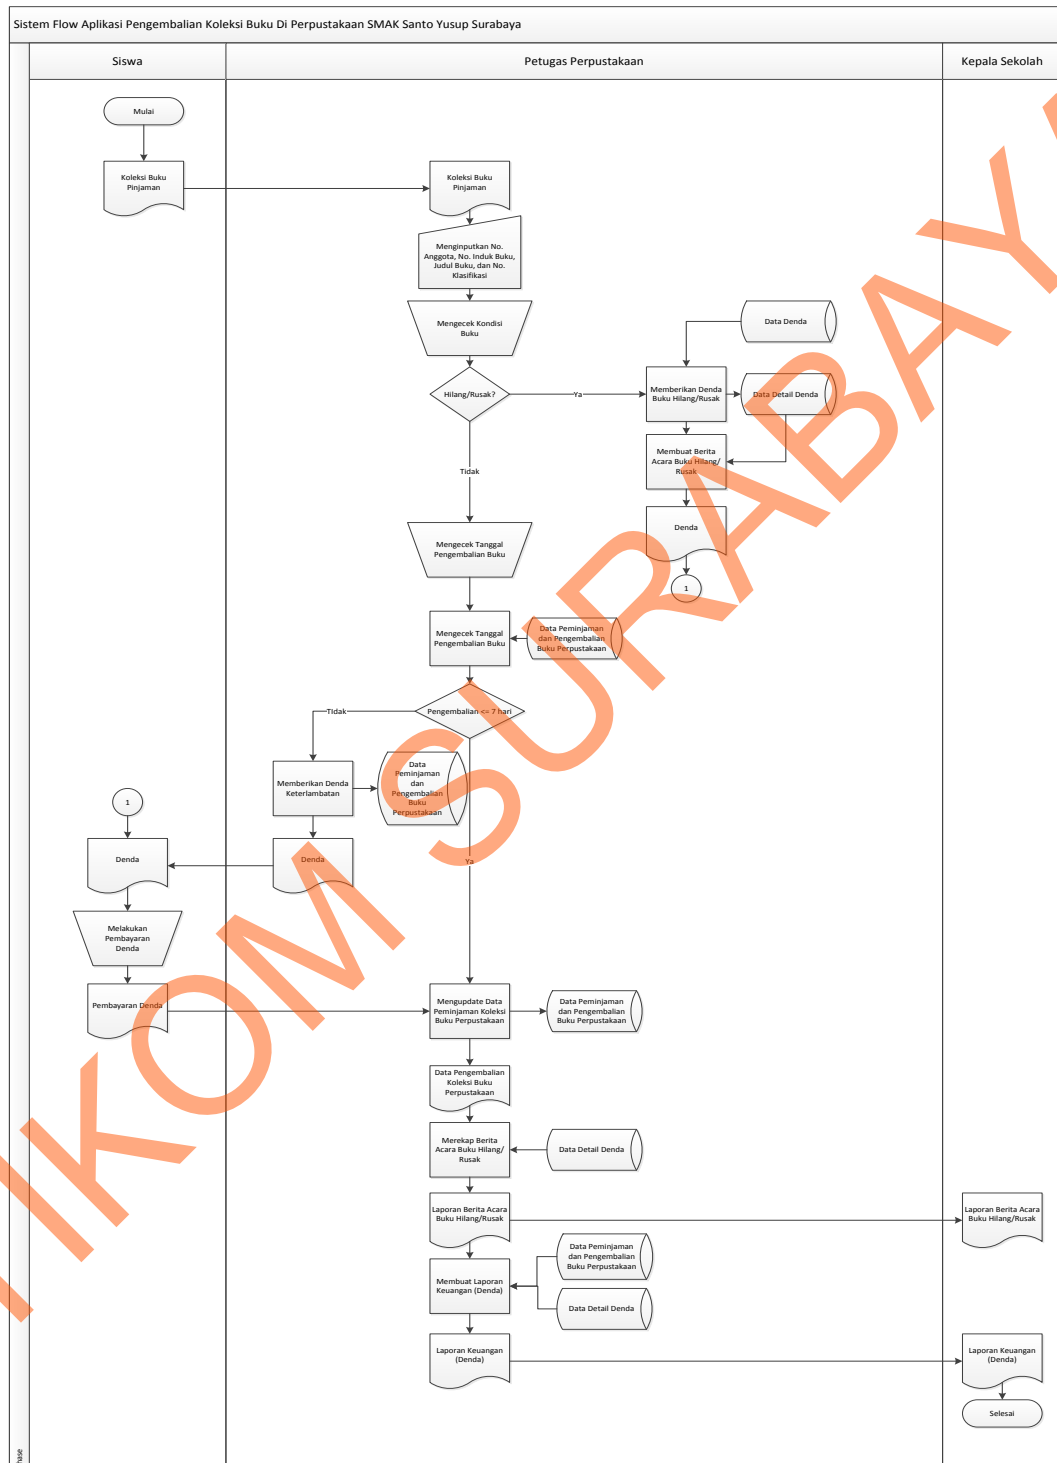 Sistem Flow Aplikasi Pengembalian Koleksi Buku Di Perpustakaan SMAK Santo Yusup Surabaya
Siswa
Petugas Perpustakaan
Kepala Sekolah
Mulai
Koleksi Buku
Pinjaman
Koleksi Buku
Pinjaman
Menginputkan No.
Anggota, No. Induk Buku,
Judul Buku, dan No.
Klasifikasi
Mengecek Kondisi
Buku
Data Denda
Hilang/Rusak?
Ya
Memberikan Denda
Buku Hilang/Rusak
Data Detail Denda
Membuat Berita
Acara Buku Hilang/
Rusak
Tidak
Denda
1
Mengecek Tanggal
Pengembalian Buku
Mengecek Tanggal
Pengembalian Buku
Data Peminjaman
dan Pengembalian
Buku Perpustakaan
Pengembalian <= 7 hari
TIdak
Memberikan Denda
Keterlambatan
Data
Peminjaman
dan
Pengembalian
Buku
Perpustakaan
1
Denda
Denda
Ya
Melakukan
Pembayaran
Denda
Pembayaran Denda
Mengupdate Data
Peminjaman Koleksi
Buku Perpustakaan
Data Peminjaman
dan Pengembalian
Buku Perpustakaan
Data Pengembalian
Koleksi Buku
Perpustakaan
Merekap Berita
Acara Buku Hilang/
Rusak
Data Detail Denda
Laporan Berita Acara
Buku Hilang/Rusak
Laporan Berita Acara
Buku Hilang/Rusak
Data Peminjaman
dan Pengembalian
Buku Perpustakaan
Membuat Laporan
Keuangan (Denda)
Data Detail Denda
Laporan Keuangan
(Denda)
Laporan Keuangan
(Denda)
Selesai
IKOM SURABAYA